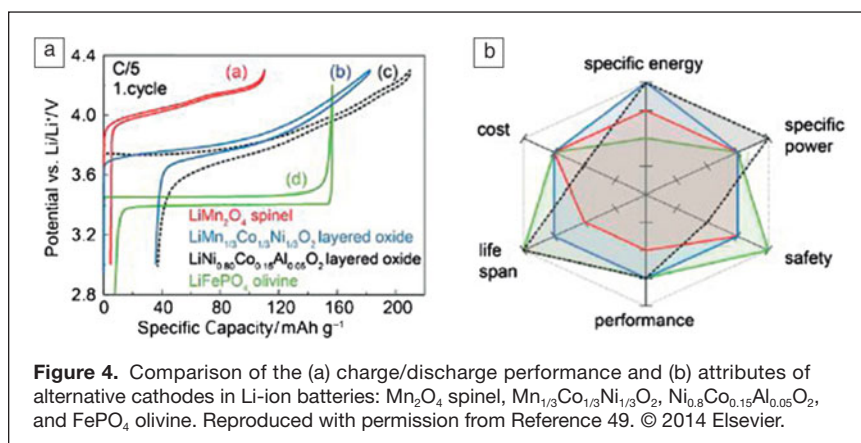 a
b
4.4
4.0
3.6
3.2
2.8
Potential vs. Li/Li⁺/V
C/5
1.cycle
(a)
(b)
(c)
(d)
LiMn₂O₄ spinel
LiMn₁/₃Co₁/₃Ni₁/₃O₂ layered oxide
LiNi₀.₈₀Co₀.₁₅Al₀.₀₅O₂ layered oxide
LiFePO₄ olivine
0 40 80 120 160 200
Specific Capacity/mAh g⁻¹
specific energy
cost
specific
power
life
span
safety
performance
Figure 4. Comparison of the (a) charge/discharge performance and (b) attributes of
alternative cathodes in Li-ion batteries: Mn₂O₄ spinel, Mn₁/₃Co₁/₃Ni₁/₃O₂, Ni₀.₈Co₀.₁₅Al₀.₀₅O₂,
and FePO₄ olivine. Reproduced with permission from Reference 49. © 2014 Elsevier.